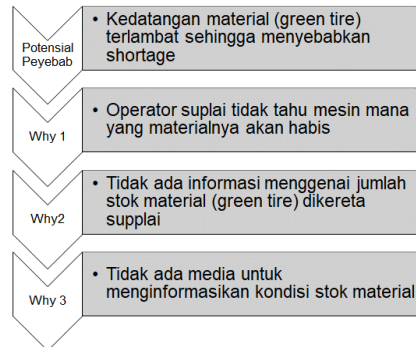 Potensial
Peyebab
• Kedatangan material (green tire)
terlambat sehingga menyebabkan
shortage
Why 1
• Operator suplai tidak tahu mesin mana
yang materialnya akan habis
Why2
• Tidak ada informasi menggenai jumlah
stok material (green tire) dikereta
supplai
Why 3
• Tidak ada media untuk
menginformasikan kondisi stok material